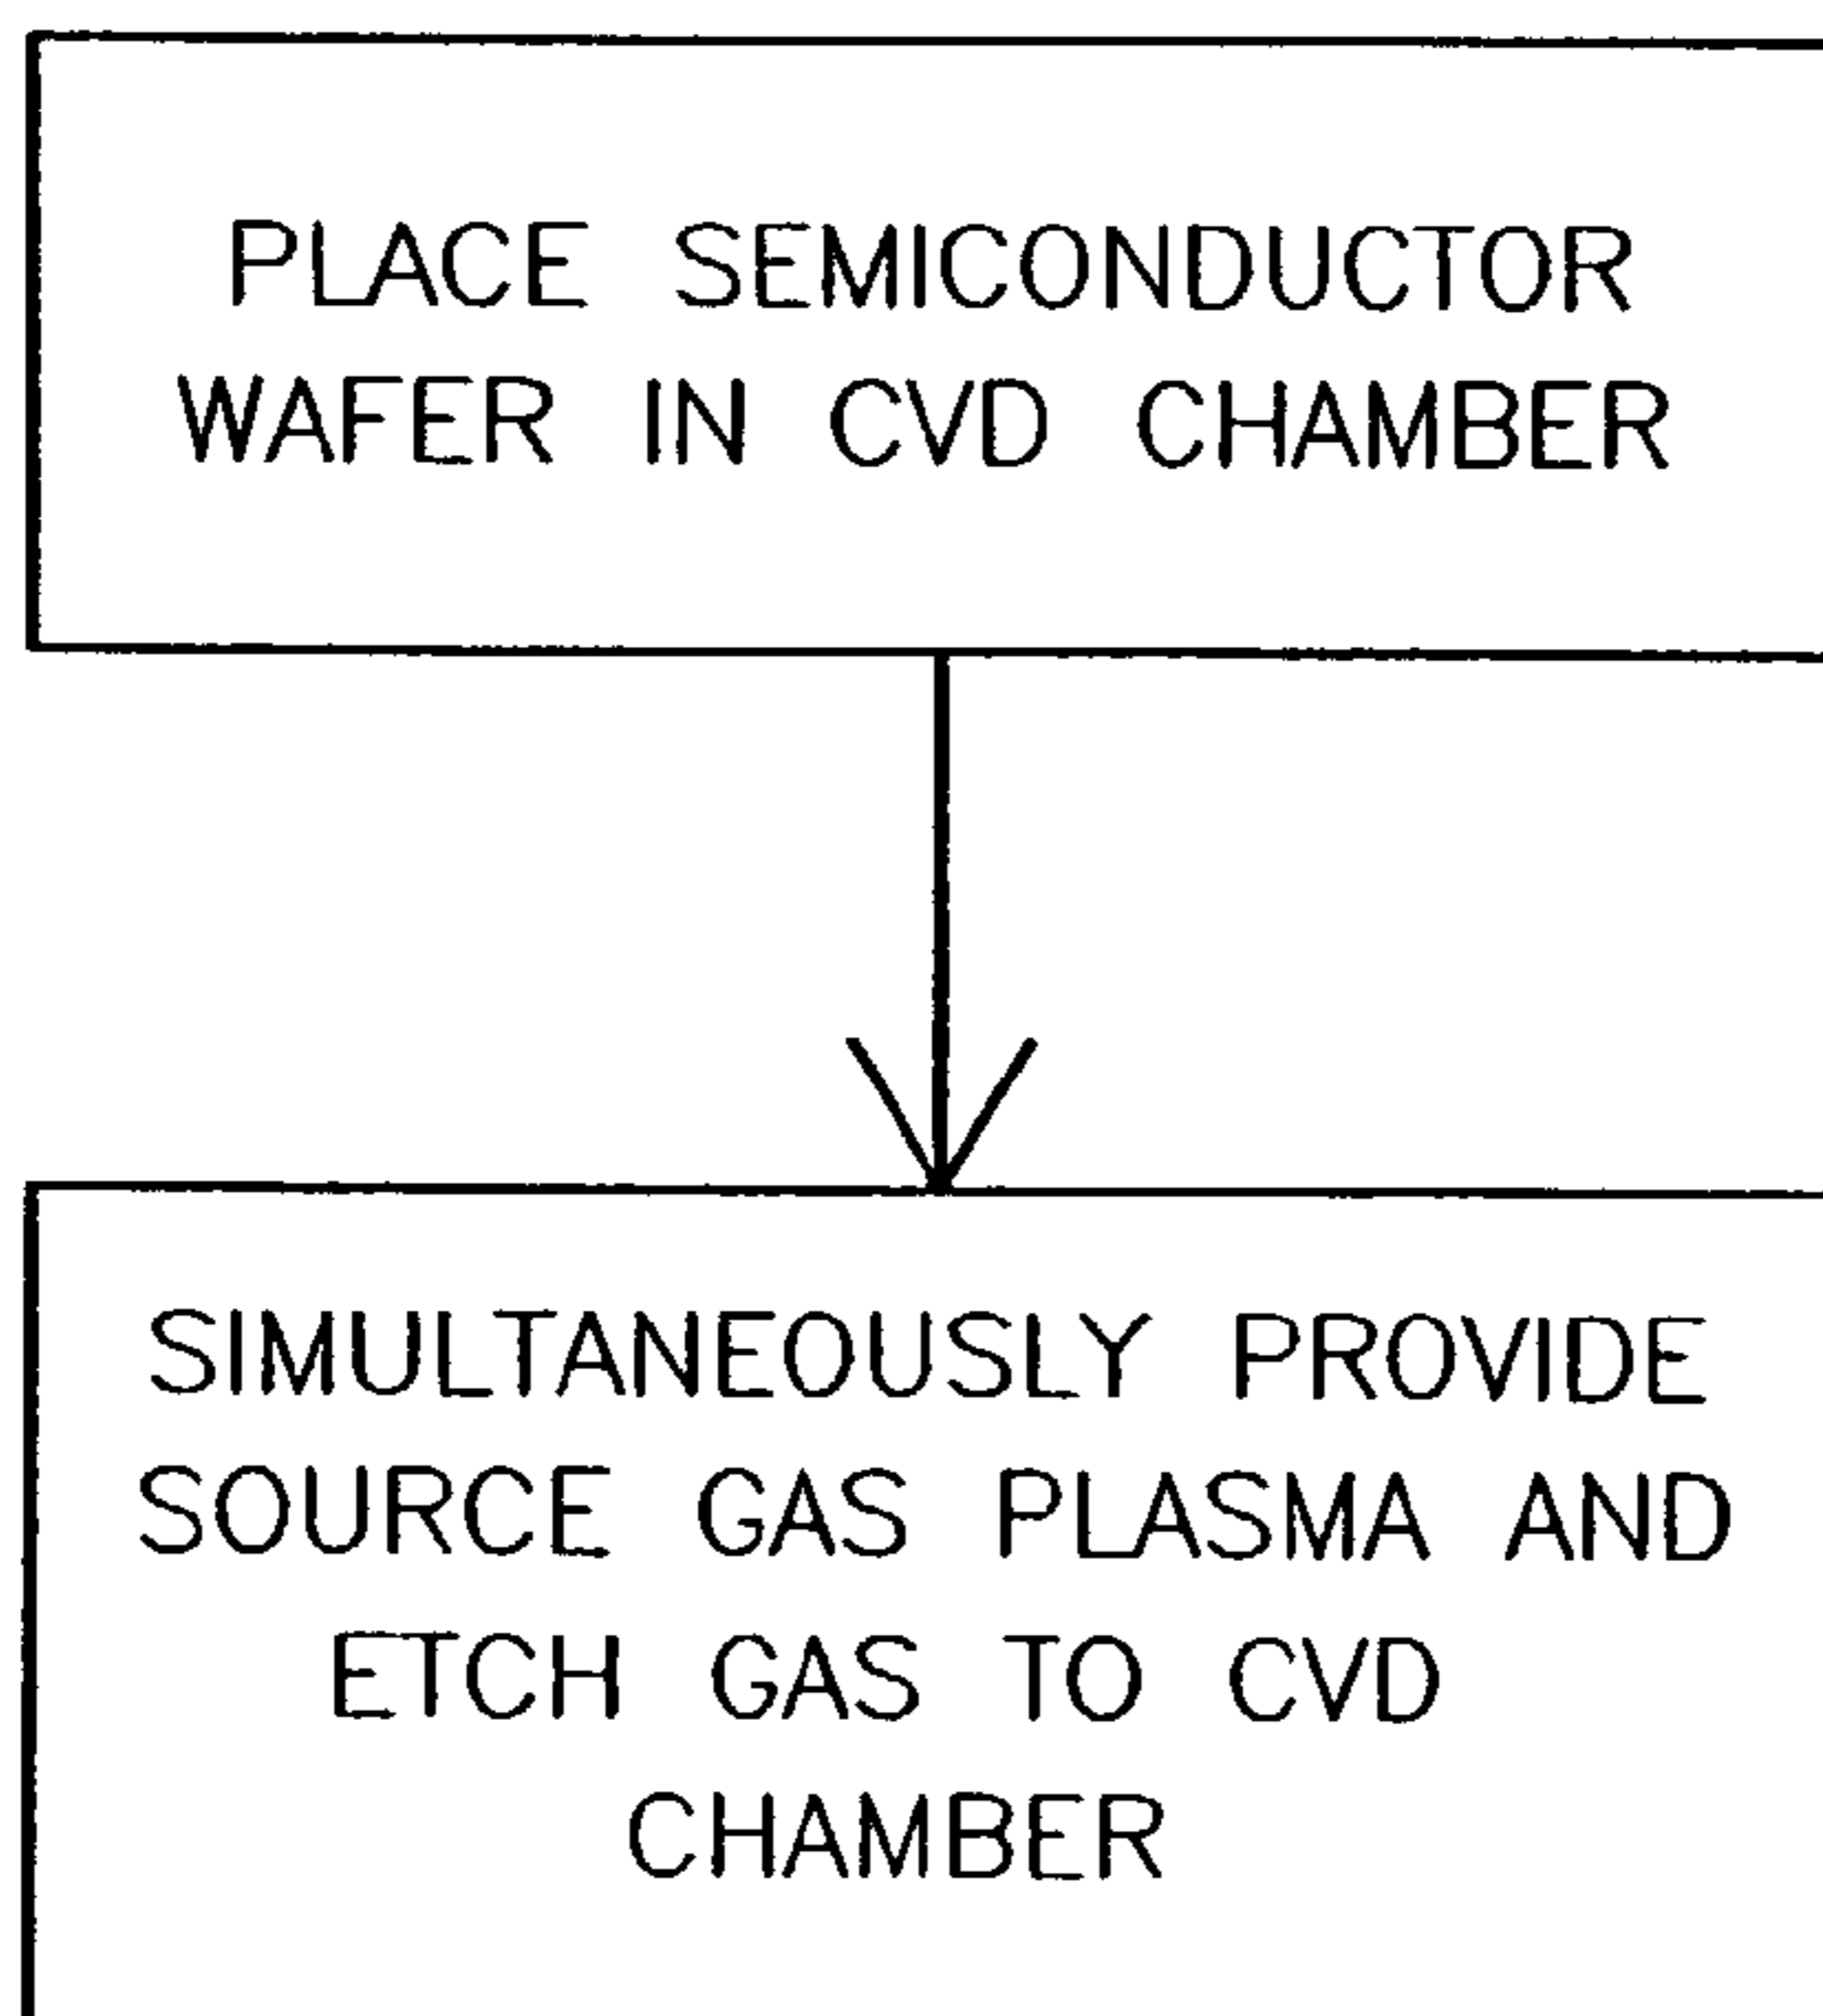 PLACE SEMICONDUCTOR
WAFER IN CVD CHAMBER
SIMULTANEOUSLY PROVIDE
SOURCE GAS PLASMA AND
ETCH GAS TO CVD
CHAMBER